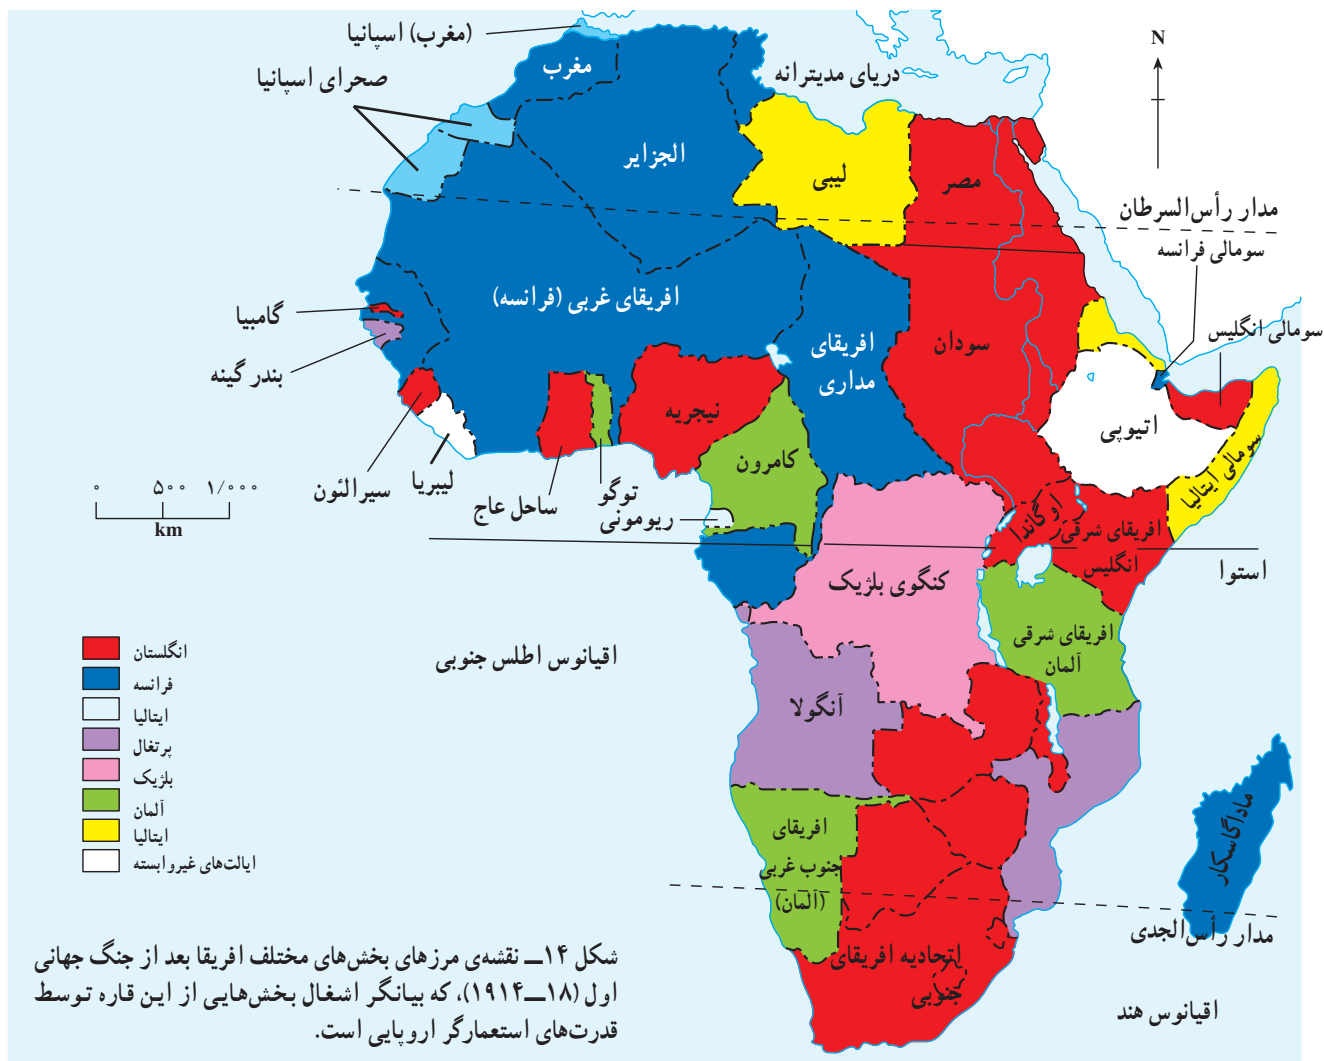 (مغرب) اسپانیا
صحرای اسپانیا
مغرب
الجزایر
دریای مدیترانه
لیبی
مصر
N
مدار رأس‌السرطان
سومالی فرانسه
سومالی انگلیس
افریقای غربی (فرانسه)
گامبیا
بندر گینه
افریقای
مداری
سودان
اتیوپی
سومالی ایتالیا
نیجریه
کامرون
سیرالئون
لیبریا
ساحل عاج
توگو
ریومونی
۰ ۵۰۰ ۱/۰۰۰
km
اوگاندا
افریقای شرقی
انگلیس
استوا
کنگوی بلژیک
افریقای شرقی
آلمان
اقیانوس اطلس جنوبی
آنگولا
انگلستان
فرانسه
ایتالیا
پرتغال
بلژیک
آلمان
ایتالیا
ایالت‌های غیروابسته
افریقای
جنوب غربی
(آلمان)
ماداگاسکار
مدار رأس‌الجدی
اتحادیه افریقای
جنوبی
اقیانوس هند
شکل ۱۴ــ نقشه‌ی مرزهای بخش‌های مختلف افریقا بعد از جنگ جهانی
اول (۱۸ــ۱۹۱۴)، که بیانگر اشغال بخش‌هایی از این قاره توسط
قدرت‌های استعمارگر اروپایی است.